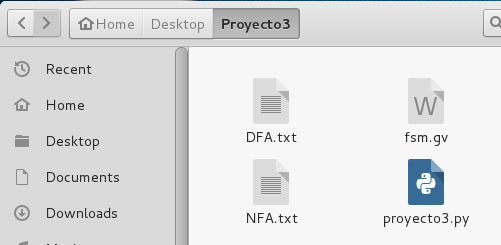 Home Desktop Proyecto3
Recent
Home
Desktop
Documents
Downloads
DFA.txt
W
fsm.gv
NFA.txt
proyecto3.py